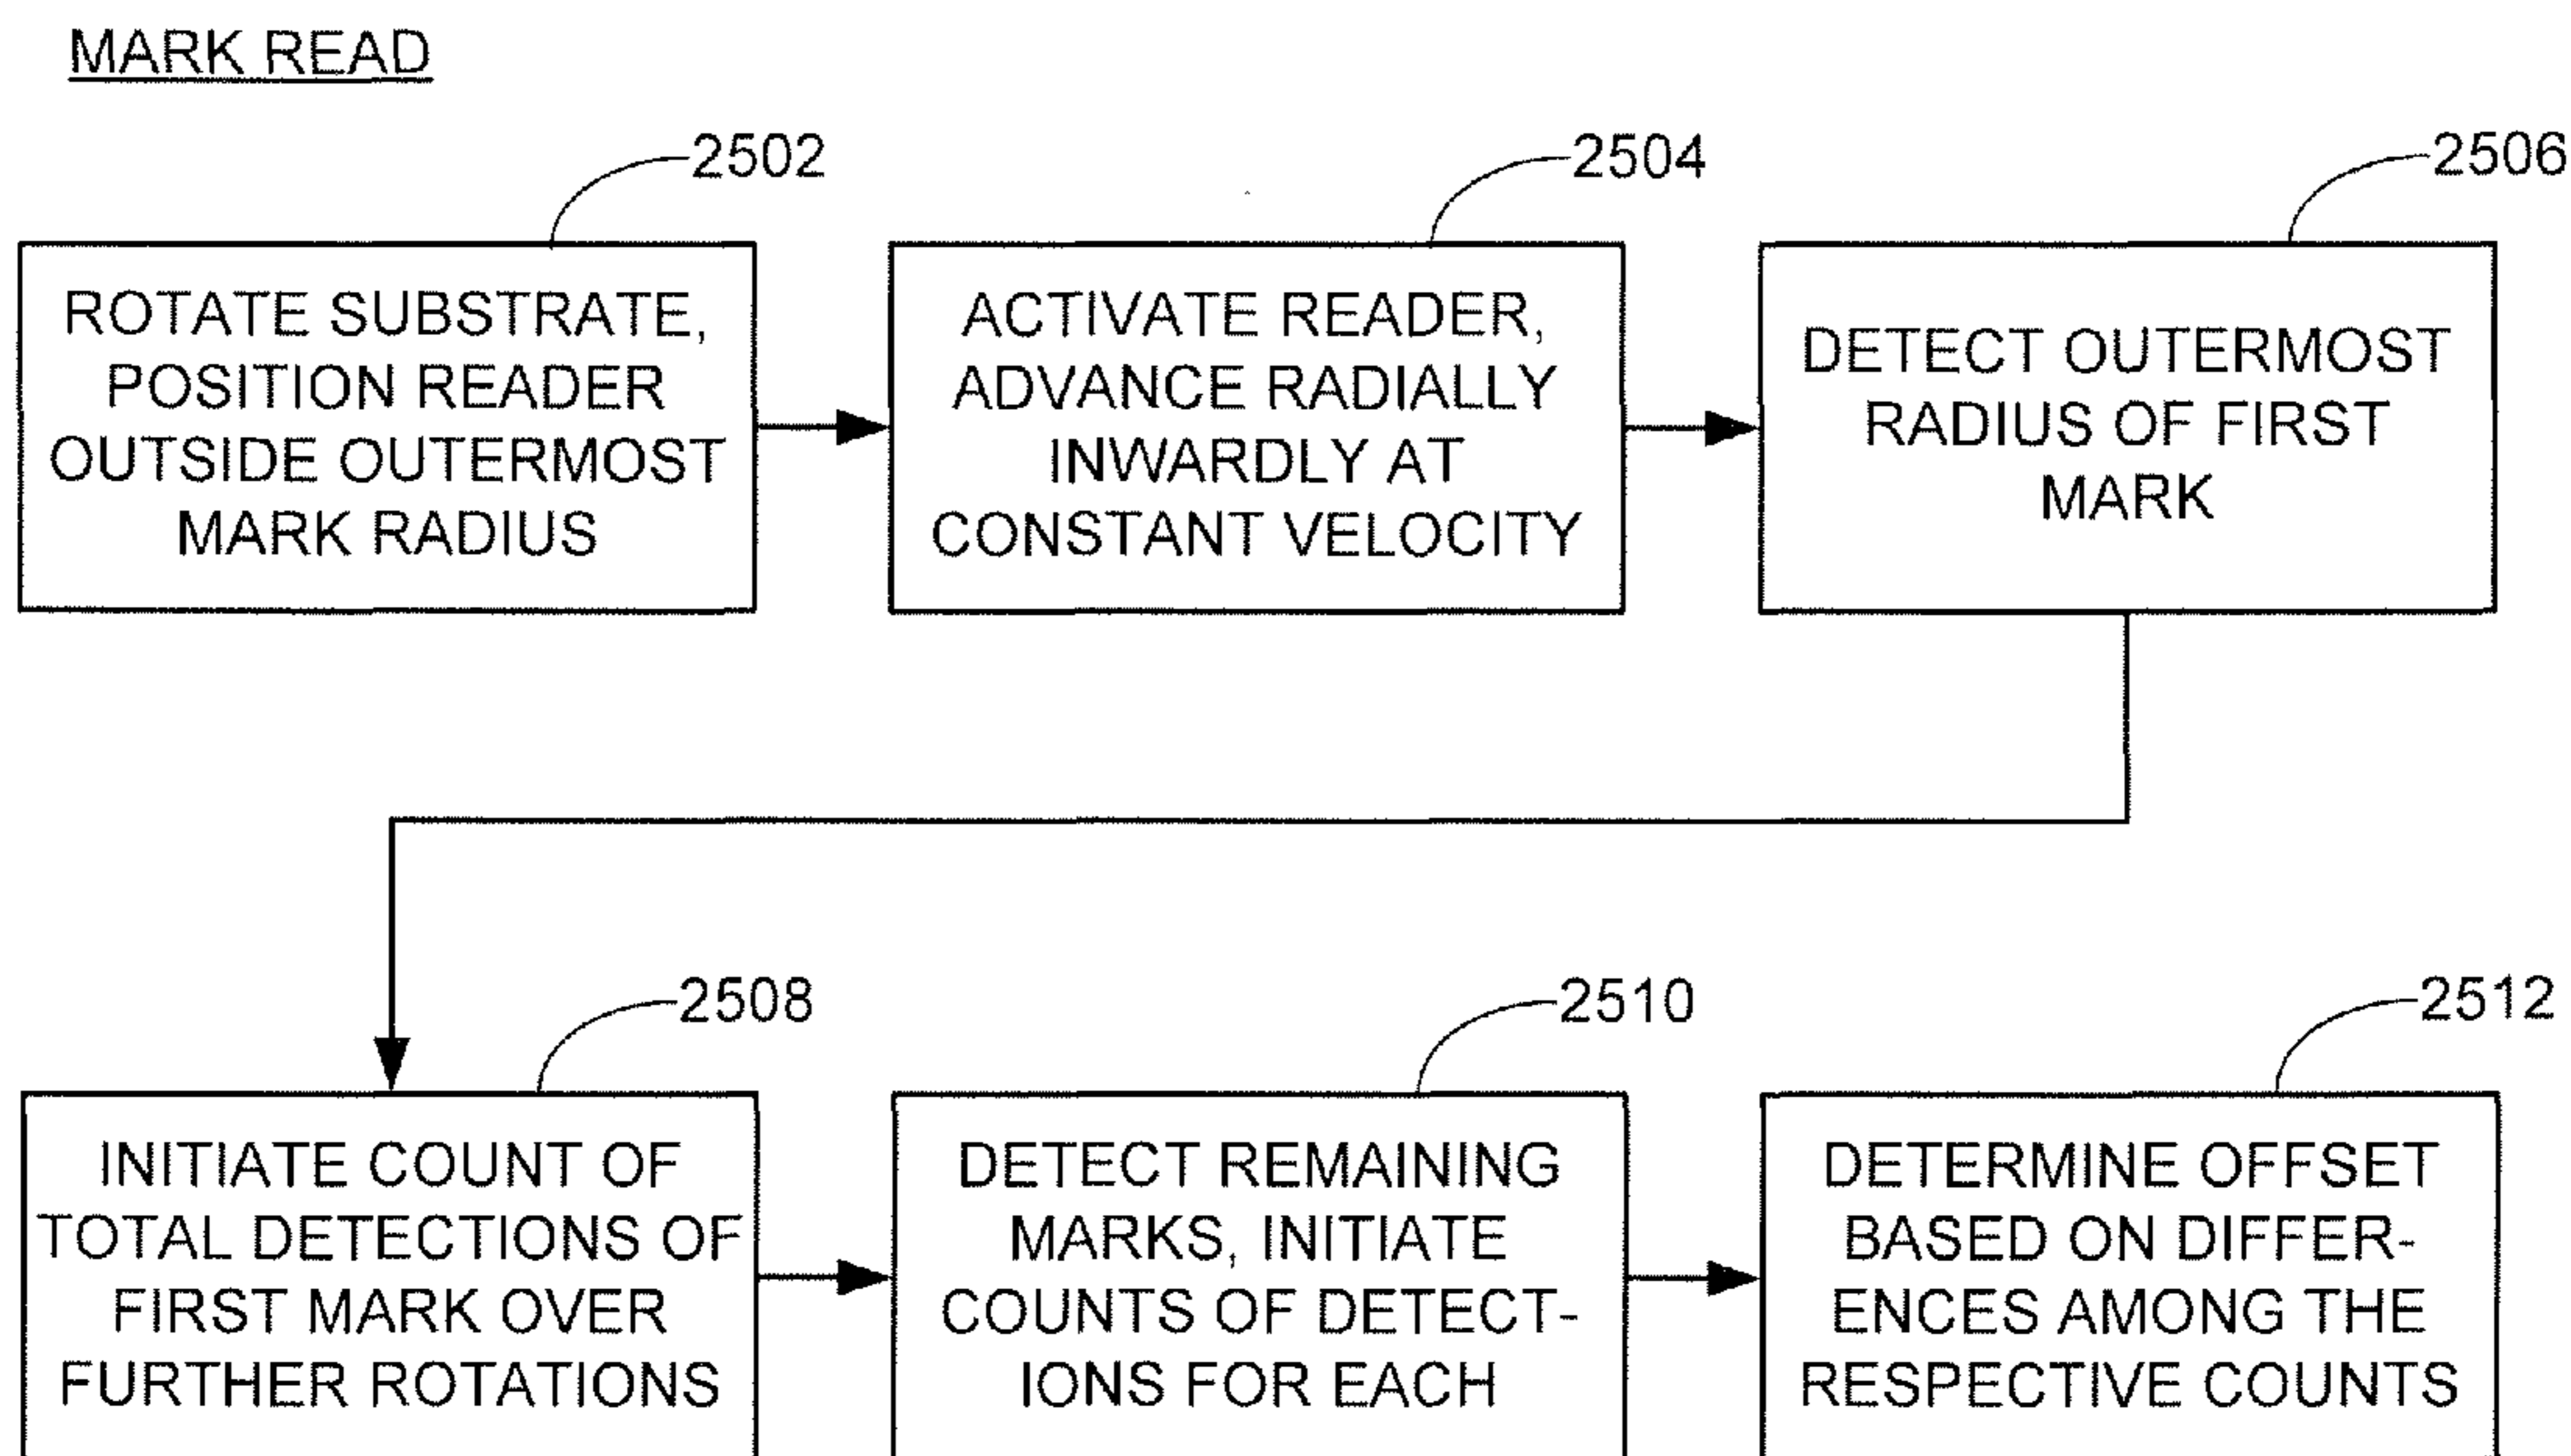 MARK READ
2502
2504
2506
ROTATE SUBSTRATE,
POSITION READER
OUTSIDE OUTERMOST
MARK RADIUS
ACTIVATE READER,
ADVANCE RADIALLY
INWARDLY AT
CONSTANT VELOCITY
DETECT OUTERMOST
RADIUS OF FIRST
MARK
2508
2510
2512
INITIATE COUNT OF
TOTAL DETECTIONS OF
FIRST MARK OVER
FURTHER ROTATIONS
DETECT REMAINING
MARKS, INITIATE
COUNTS OF DETECT-
IONS FOR EACH
DETERMINE OFFSET
BASED ON DIFFER-
ENCES AMONG THE
RESPECTIVE COUNTS